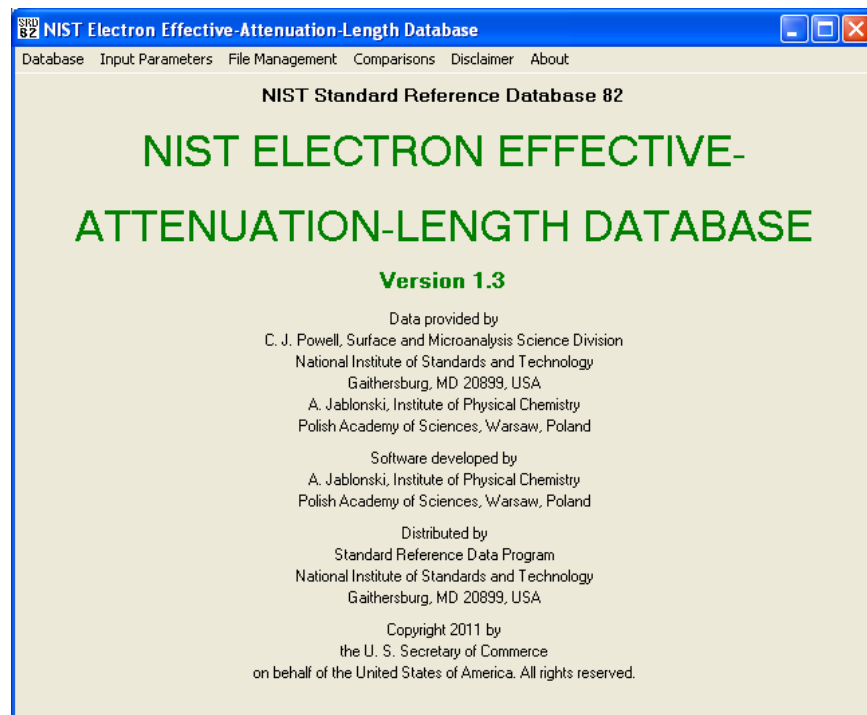 SRD
82 NIST Electron Effective-Attenuation-Length Database
Database Input Parameters File Management Comparisons Disclaimer About
NIST Standard Reference Database 82
NIST ELECTRON EFFECTIVE-
ATTENUATION-LENGTH DATABASE
Version 1.3
Data provided by
C. J. Powell, Surface and Microanalysis Science Division
National Institute of Standards and Technology
Gaithersburg, MD 20899, USA
A. Jablonski, Institute of Physical Chemistry
Polish Academy of Sciences, Warsaw, Poland
Software developed by
A. Jablonski, Institute of Physical Chemistry
Polish Academy of Sciences, Warsaw, Poland
Distributed by
Standard Reference Data Program
National Institute of Standards and Technology
Gaithersburg, MD 20899, USA
Copyright 2011 by
the U. S. Secretary of Commerce
on behalf of the United States of America. All rights reserved.